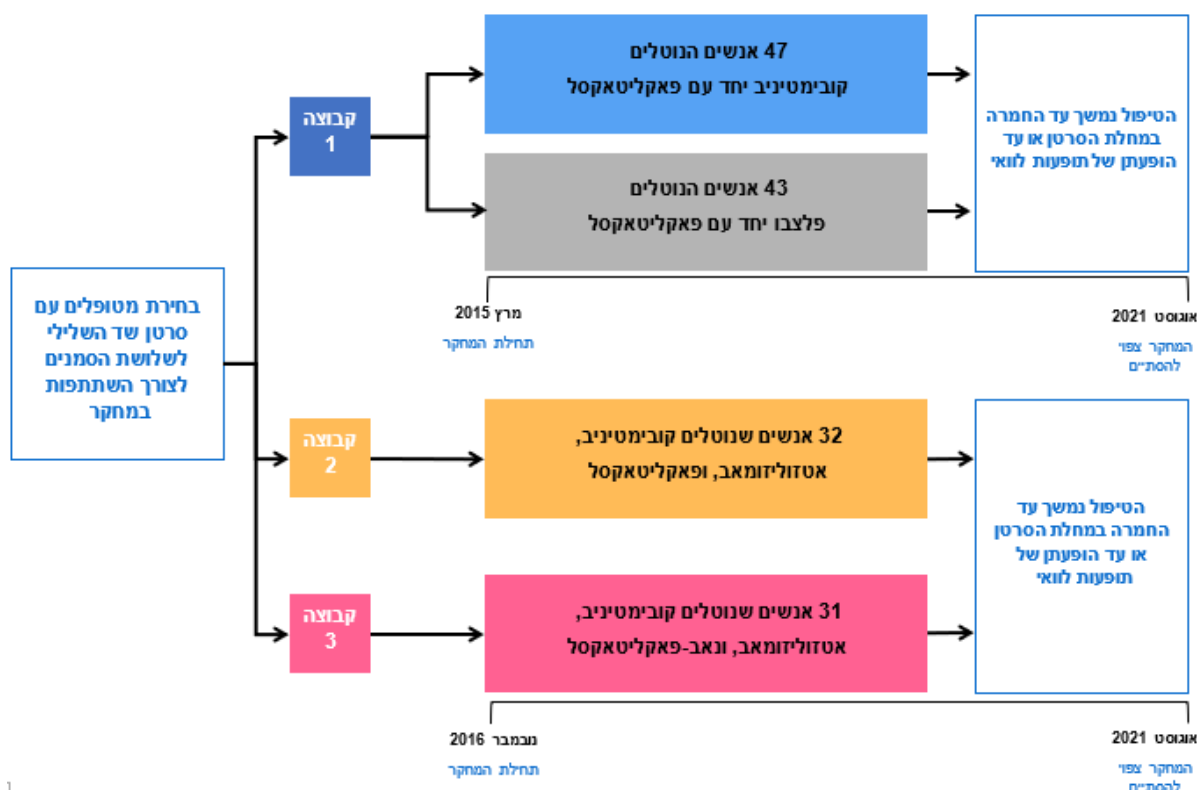 בחירת מטופלים עם
סרטן שד השלילי
לשלושת הסמנים
לצורך השתתפות
במחקר
קבוצה
1
47 אנשים הנוטלים
קובימטיניב יחד עם פאקליטאקסל
43 אנשים הנוטלים
פלצבו יחד עם פאקליטאקסל
הטיפול נמשך עד החמרה
במחלת הסרטן או עד
הופעתן של תופעות לוואי
מרץ 2015
תחילת המחקר
אוגוסט 2021
המחקר צפוי
להסתיים
קבוצה
2
32 אנשים שנוטלים קובימטיניב,
אטזוליזומאב, ופאקליטאקסל
קבוצה
3
31 אנשים שנוטלים קובימטיניב,
אטזוליזומאב, ונאב-פאקליטאקסל
הטיפול נמשך עד
החמרה במחלת הסרטן
או עד הופעתן של
תופעות לוואי
נובמבר 2016
תחילת המחקר
אוגוסט 2021
המחקר צפוי
להסתיים
1